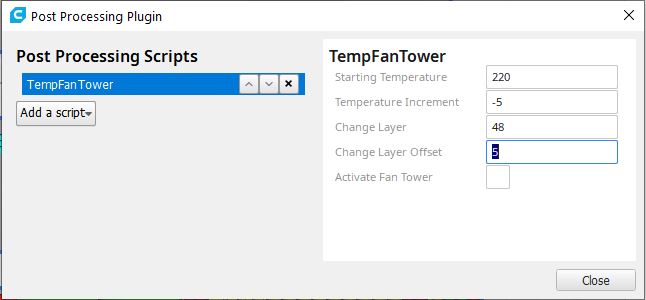 Post Processing Plugin
Post Processing Scripts
TempFanTower
Add a script
TempFanTower
Starting Temperature 220
Temperature Increment -5
Change Layer 48
Change Layer Offset 5
Activate Fan Tower
Close